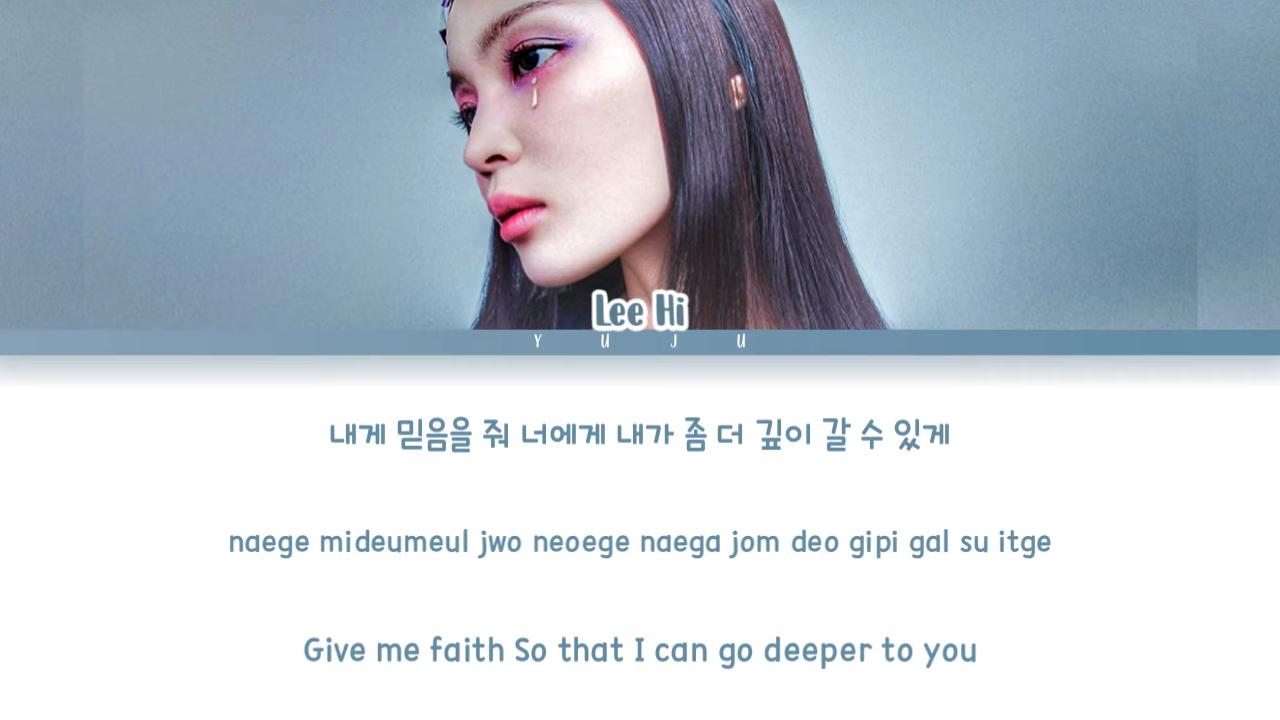 Lee Hi
Y U J U
내게 믿음을 줘 너에게 내가 좀 더 깊이 갈 수 있게
naege mideumeul jwo neoege naega jom deo gipi gal su itge
Give me faith So that I can go deeper to you